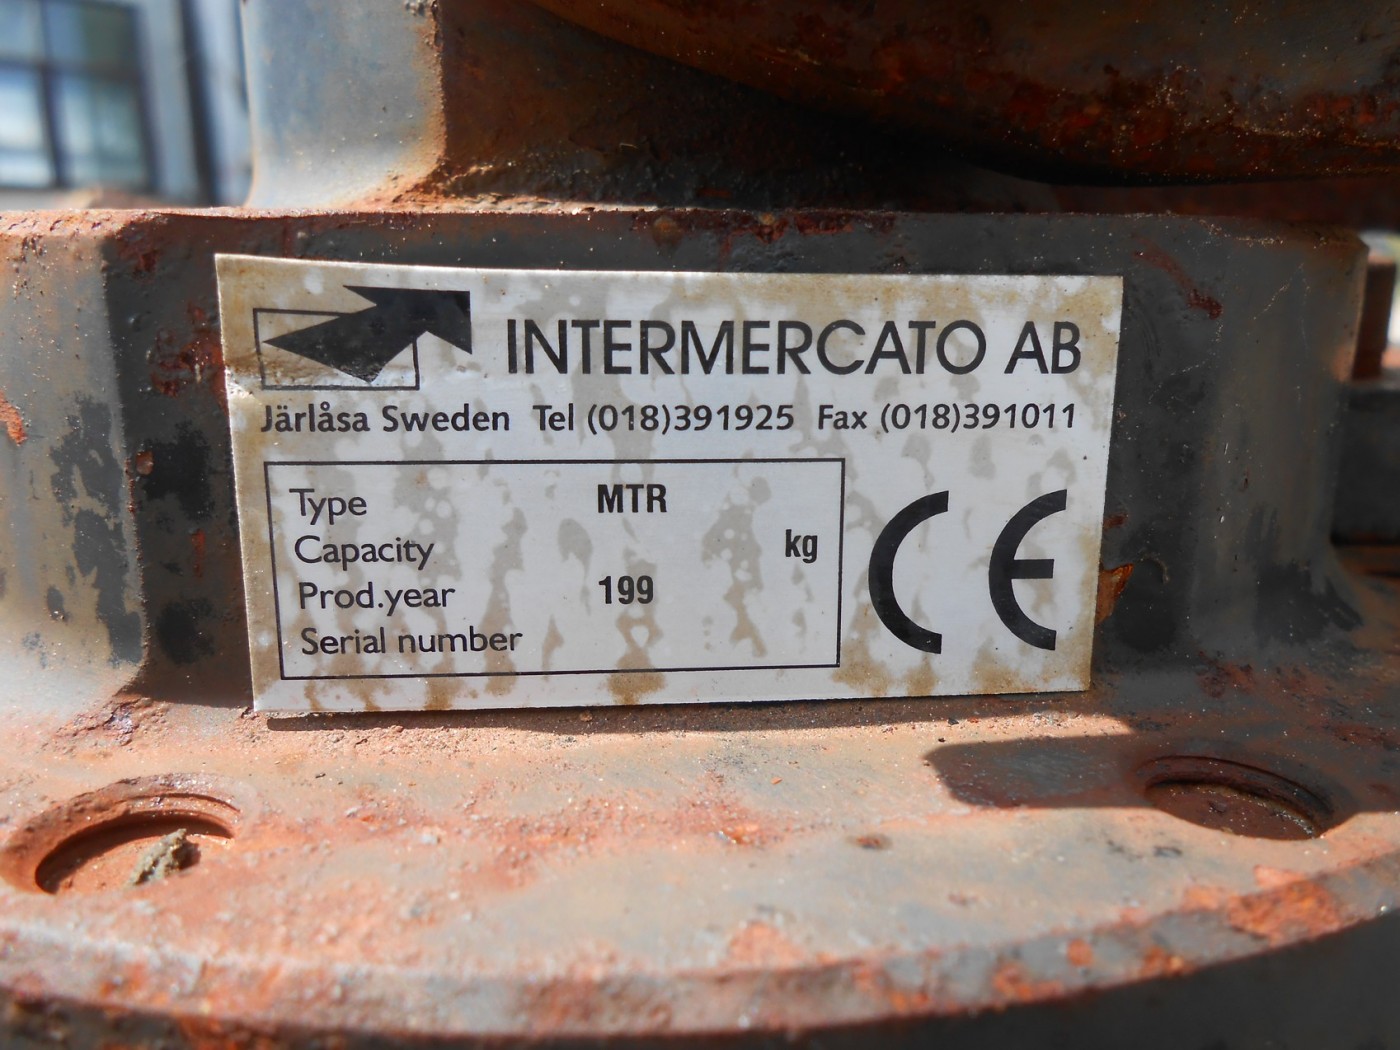 INTERMERCATO AB
Järlåsa Sweden Tel (018)391925 Fax (018)391011
Type MTR
Capacity kg
Prod.year 199
Serial number
CE